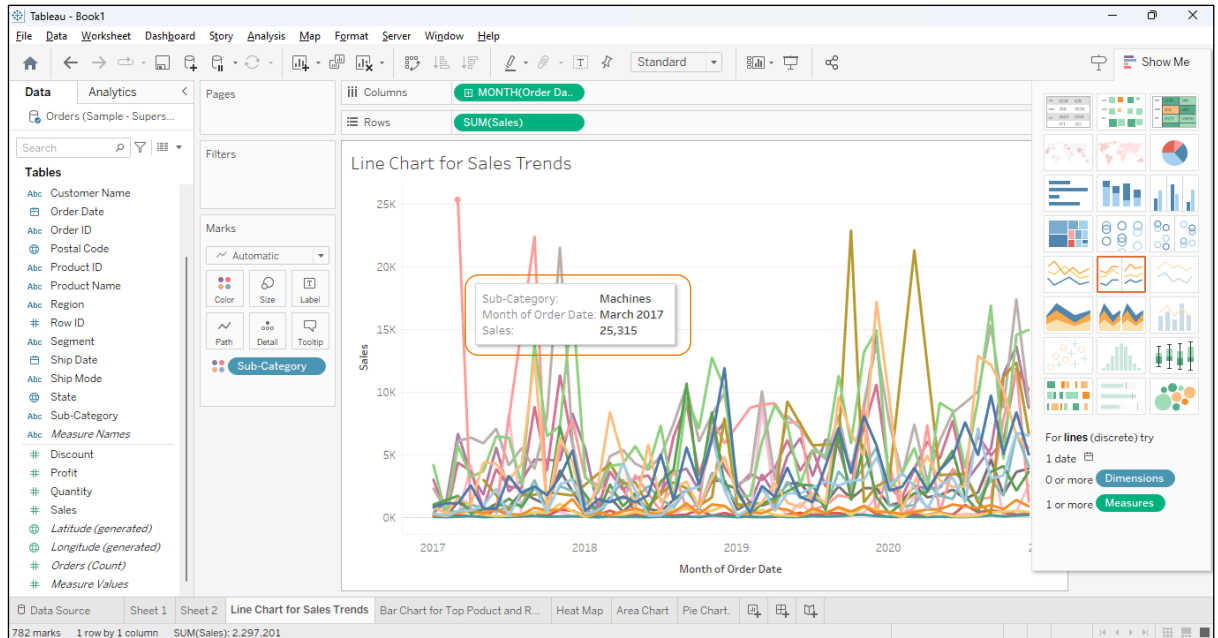 Tableau - Book1
File Data Worksheet Dashboard Story Analysis Map Format Server Window Help
Standard
Show Me
Data Analytics
Orders (Sample - Supers...
Search
Tables
Abc Customer Name
Order Date
Abc Order ID
Postal Code
Abc Product ID
Abc Product Name
Abc Region
# Row ID
Abc Segment
Ship Date
Abc Ship Mode
State
Abc Sub-Category
Abc Measure Names
# Discount
# Profit
# Quantity
# Sales
Latitude (generated)
Longitude (generated)
# Orders (Count)
# Measure Values
Pages
Filters
Marks
Automatic
Color Size Label
Path Detail Tooltip
Sub-Category
Columns MONTH(Order Da..
Rows SUM(Sales)
Line Chart for Sales Trends
25K
20K
15K
10K
5K
0K
Sales
Sub-Category: Machines
Month of Order Date: March 2017
Sales: 25,315
2017 2018 2019 2020
Month of Order Date
For lines (discrete) try
1 date
0 or more Dimensions
1 or more Measures
Data Source Sheet 1 Sheet 2 Line Chart for Sales Trends Bar Chart for Top Poduct and R... Heat Map Area Chart Pie Chart.
782 marks 1 row by 1 column SUM(Sales): 2,297,201